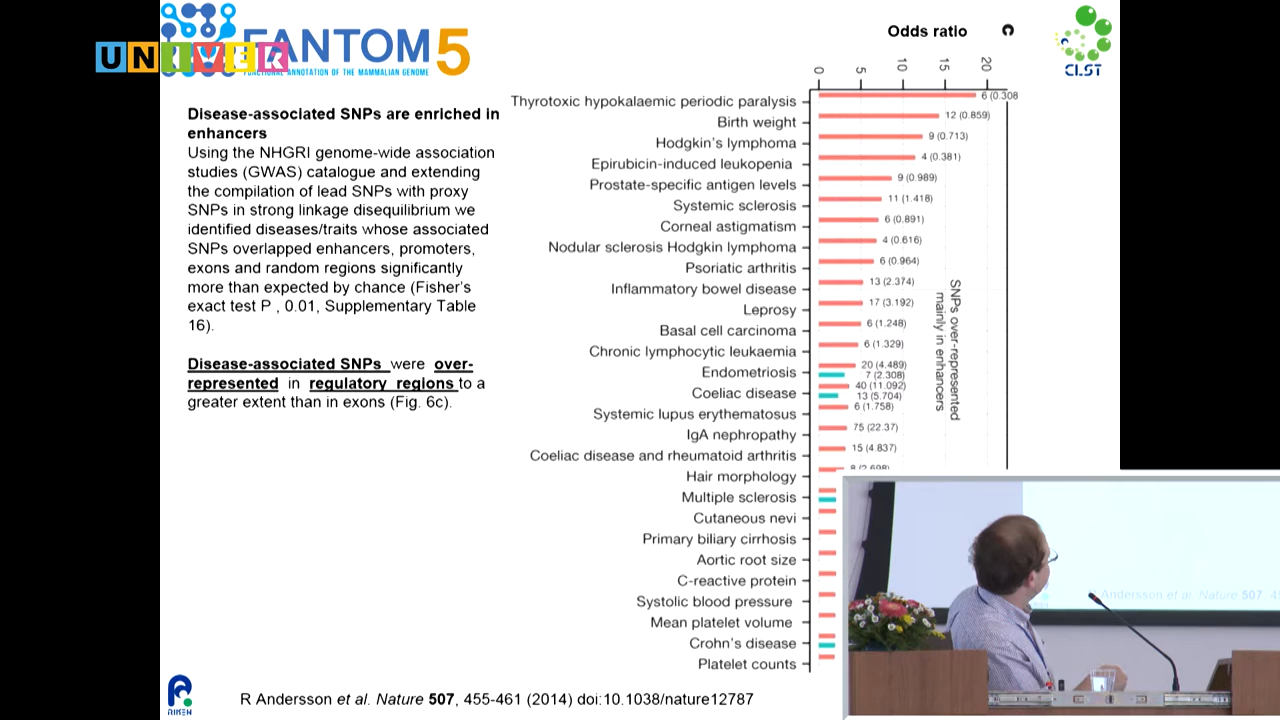 UNIVER
FANTOM 5
FUNCTIONAL ANNOTATION OF THE MAMMALIAN GENOME
CLST
Disease-associated SNPs are enriched in
enhancers
Using the NHGRI genome-wide association
studies (GWAS) catalogue and extending
the compilation of lead SNPs with proxy
SNPs in strong linkage disequilibrium we
identified diseases/traits whose associated
SNPs overlapped enhancers, promoters,
exons and random regions significantly
more than expected by chance (Fisher's
exact test P , 0.01, Supplementary Table
16).
Disease-associated SNPs were over-
represented in regulatory regions to a
greater extent than in exons (Fig. 6c).
Odds ratio
c
0 5 10 15 20
Thyrotoxic hypokalaemic periodic paralysis 6 (0.308
Birth weight 12 (0.859)
Hodgkin's lymphoma 9 (0.713)
Epirubicin-induced leukopenia 4 (0.381)
Prostate-specific antigen levels 9 (0.989)
Systemic sclerosis 11 (1.418)
Corneal astigmatism 6 (0.891)
Nodular sclerosis Hodgkin lymphoma 4 (0.616)
Psoriatic arthritis 6 (0.964)
Inflammatory bowel disease 13 (2.374)
Leprosy 17 (3.192)
Basal cell carcinoma 6 (1.248)
Chronic lymphocytic leukaemia 6 (1.329)
Endometriosis 20 (4.489)
7 (2.308)
Coeliac disease 40 (11.092)
13 (5.704)
Systemic lupus erythematosus 6 (1.758)
IgA nephropathy 75 (22.37)
Coeliac disease and rheumatoid arthritis 15 (4.837)
Hair morphology 8 (2.698)
Multiple sclerosis
Cutaneous nevi
Primary biliary cirrhosis
Aortic root size
C-reactive protein
Systolic blood pressure
Mean platelet volume
Crohn's disease
Platelet counts
SNPs over-represented
mainly in enhancers
Andersson et al. Nature 507, 45
RIKEN
R Andersson et al. Nature 507, 455-461 (2014) doi:10.1038/nature12787